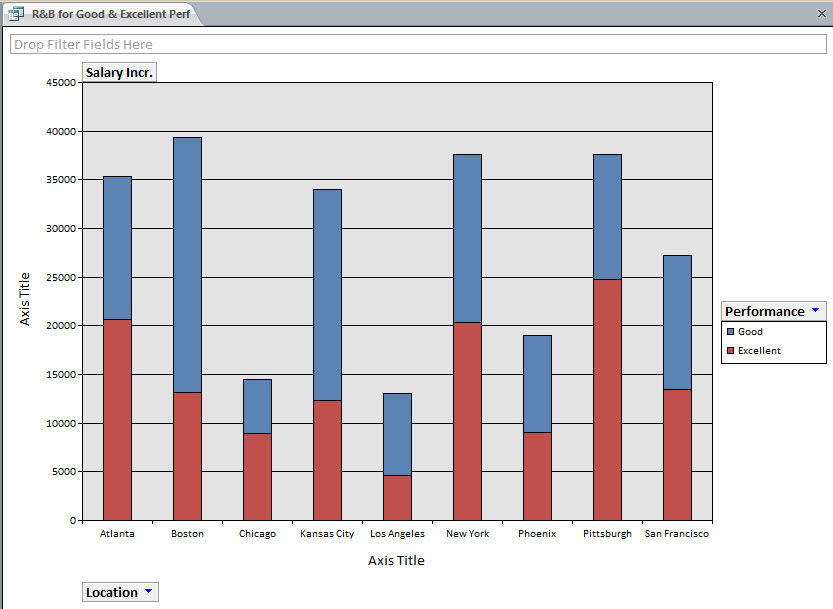 R&B for Good & Excellent Perf
Drop Filter Fields Here
Salary Incr.
45000
40000
35000
30000
25000
20000
15000
10000
5000
0
Axis Title
Atlanta Boston Chicago Kansas City Los Angeles New York Phoenix Pittsburgh San Francisco
Axis Title
Location
Performance
Good
Excellent